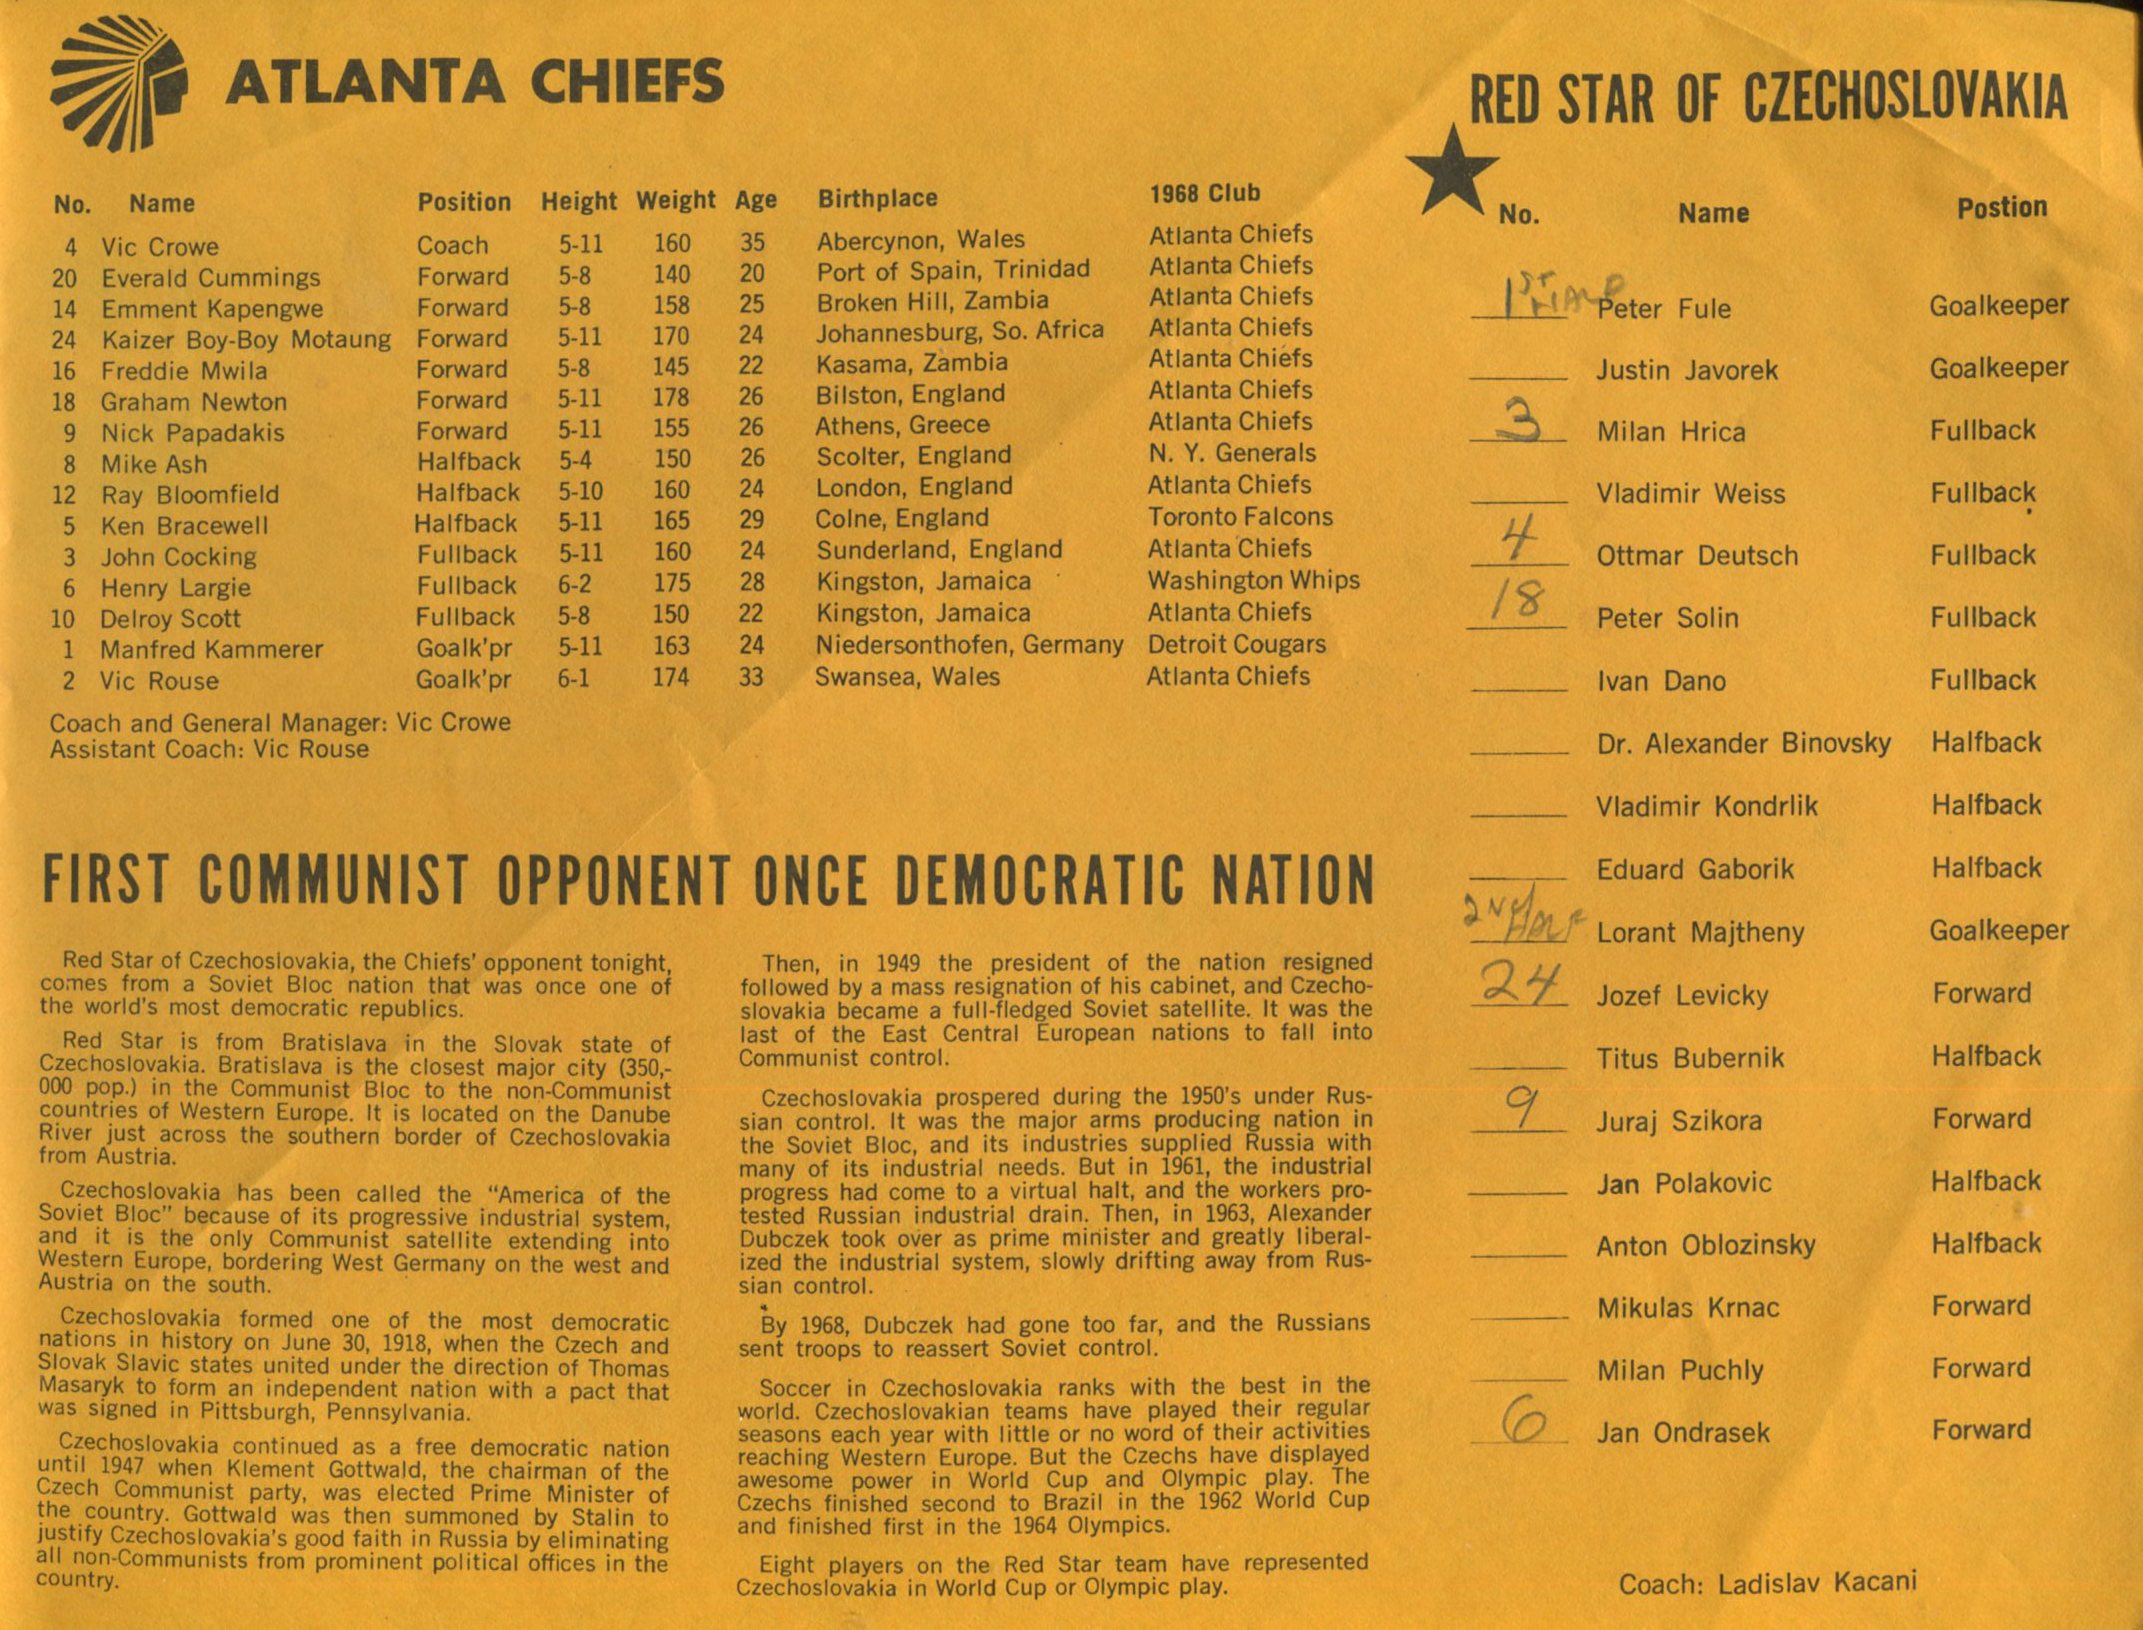 ATLANTA CHIEFS
No. Name Position Height Weight Age Birthplace 1968 Club
4 Vic Crowe Coach 5-11 160 35 Abercynon, Wales Atlanta Chiefs
20 Everald Cummings Forward 5-8 140 20 Port of Spain, Trinidad Atlanta Chiefs
14 Emment Kapengwe Forward 5-8 158 25 Broken Hill, Zambia Atlanta Chiefs
24 Kaizer Boy-Boy Motaung Forward 5-11 170 24 Johannesburg, So. Africa Atlanta Chiefs
16 Freddie Mwila Forward 5-8 145 22 Kasama, Zambia Atlanta Chiefs
18 Graham Newton Forward 5-11 178 26 Bilston, England Atlanta Chiefs
9 Nick Papadakis Forward 5-11 155 26 Athens, Greece Atlanta Chiefs
8 Mike Ash Halfback 5-4 150 26 Scolter, England N. Y. Generals
12 Ray Bloomfield Halfback 5-10 160 24 London, England Atlanta Chiefs
5 Ken Bracewell Halfback 5-11 165 29 Colne, England Toronto Falcons
3 John Cocking Fullback 5-11 160 24 Sunderland, England Atlanta Chiefs
6 Henry Largie Fullback 6-2 175 28 Kingston, Jamaica Washington Whips
10 Delroy Scott Fullback 5-8 150 22 Kingston, Jamaica Atlanta Chiefs
1 Manfred Kammerer Goalk'pr 5-11 163 24 Niedersonthofen, Germany Detroit Cougars
2 Vic Rouse Goalk'pr 6-1 174 33 Swansea, Wales Atlanta Chiefs
Coach and General Manager: Vic Crowe
Assistant Coach: Vic Rouse
FIRST COMMUNIST OPPONENT ONCE DEMOCRATIC NATION
Red Star of Czechoslovakia, the Chiefs' opponent tonight,
comes from a Soviet Bloc nation that was once one of
the world's most democratic republics.
Red Star is from Bratislava in the Slovak state of
Czechoslovakia. Bratislava is the closest major city (350,-
000 pop.) in the Communist Bloc to the non-Communist
countries of Western Europe. It is located on the Danube
River just across the southern border of Czechoslovakia
from Austria.
Czechoslovakia has been called the "America of the
Soviet Bloc" because of its progressive industrial system,
and it is the only Communist satellite extending into
Western Europe, bordering West Germany on the west and
Austria on the south.
Czechoslovakia formed one of the most democratic
nations in history on June 30, 1918, when the Czech and
Slovak Slavic states united under the direction of Thomas
Masaryk to form an independent nation with a pact that
was signed in Pittsburgh, Pennsylvania.
Czechoslovakia continued as a free democratic nation
until 1947 when Klement Gottwald, the chairman of the
Czech Communist party, was elected Prime Minister of
the country. Gottwald was then summoned by Stalin to
justify Czechoslovakia's good faith in Russia by eliminating
all non-Communists from prominent political offices in the
country.
Then, in 1949 the president of the nation resigned
followed by a mass resignation of his cabinet, and Czecho-
slovakia became a full-fledged Soviet satellite. It was the
last of the East Central European nations to fall into
Communist control.
Czechoslovakia prospered during the 1950's under Rus-
sian control. It was the major arms producing nation in
the Soviet Bloc, and its industries supplied Russia with
many of its industrial needs. But in 1961, the industrial
progress had come to a virtual halt, and the workers pro-
tested Russian industrial drain. Then, in 1963, Alexander
Dubczek took over as prime minister and greatly liberal-
ized the industrial system, slowly drifting away from Rus-
sian control.
By 1968, Dubczek had gone too far, and the Russians
sent troops to reassert Soviet control.
Soccer in Czechoslovakia ranks with the best in the
world. Czechoslovakian teams have played their regular
seasons each year with little or no word of their activities
reaching Western Europe. But the Czechs have displayed
awesome power in World Cup and Olympic play. The
Czechs finished second to Brazil in the 1962 World Cup
and finished first in the 1964 Olympics.
Eight players on the Red Star team have represented
Czechoslovakia in World Cup or Olympic play.
RED STAR OF CZECHOSLOVAKIA
No. Name Postion
1ST HALF Peter Fule Goalkeeper
Justin Javorek Goalkeeper
3 Milan Hrica Fullback
Vladimir Weiss Fullback
4 Ottmar Deutsch Fullback
18 Peter Solin Fullback
Ivan Dano Fullback
Dr. Alexander Binovsky Halfback
Vladimir Kondrlik Halfback
Eduard Gaborik Halfback
2ND HALF Lorant Majtheny Goalkeeper
24 Jozef Levicky Forward
Titus Bubernik Halfback
9 Juraj Szikora Forward
Jan Polakovic Halfback
Anton Oblozinsky Halfback
Mikulas Krnac Forward
Milan Puchly Forward
6 Jan Ondrasek Forward
Coach: Ladislav Kacani